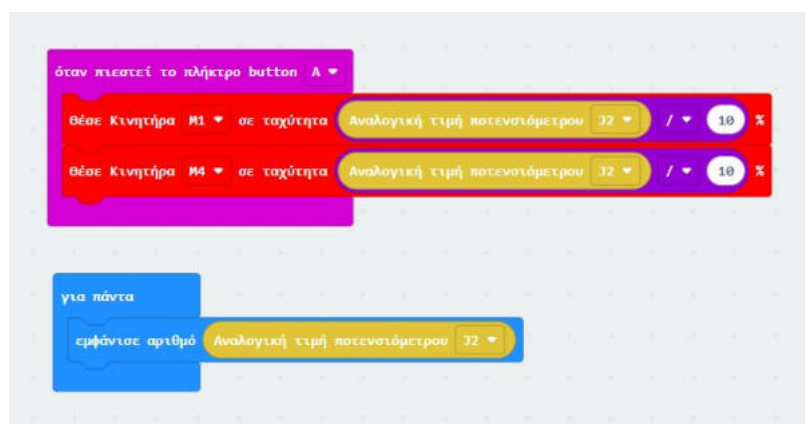 όταν πιεστεί το πλήκτρο button A
θέσε Κινητήρα M1 σε ταχύτητα Αναλογική τιμή ποτενσιόμετρου J2 / 10 %
θέσε Κινητήρα M4 σε ταχύτητα Αναλογική τιμή ποτενσιόμετρου J2 / 10 %
για πάντα
εμφάνισε αριθμό Αναλογική τιμή ποτενσιόμετρου J2